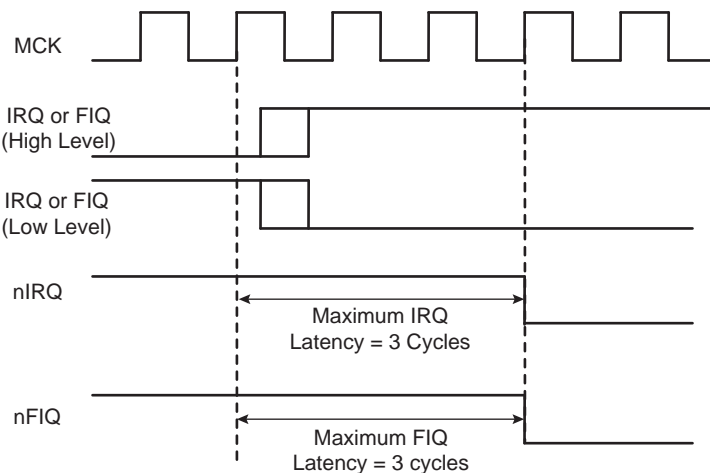 MCK
IRQ or FIQ
(High Level)
IRQ or FIQ
(Low Level)
nIRQ
Maximum IRQ
Latency = 3 Cycles
nFIQ
Maximum FIQ
Latency = 3 cycles